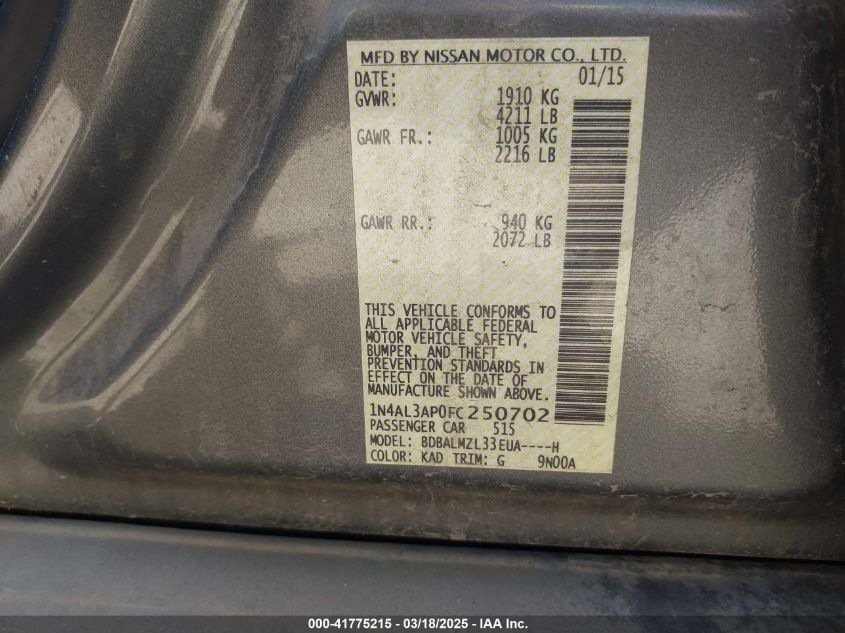 MFD BY NISSAN MOTOR CO., LTD.
DATE: 01/15
GVWR: 1910 KG
4211 LB
GAWR FR.: 1005 KG
2216 LB
GAWR RR.: 940 KG
2072 LB
THIS VEHICLE CONFORMS TO
ALL APPLICABLE FEDERAL
MOTOR VEHICLE SAFETY,
BUMPER, AND THEFT
PREVENTION STANDARDS IN
EFFECT ON THE DATE OF
MANUFACTURE SHOWN ABOVE.
1N4AL3AP0FC250702
PASSENGER CAR 515
MODEL: BDBALMZL33EUA----H
COLOR: KAD TRIM: G 9N00A
000-41775215 - 03/18/2025 - IAA Inc.